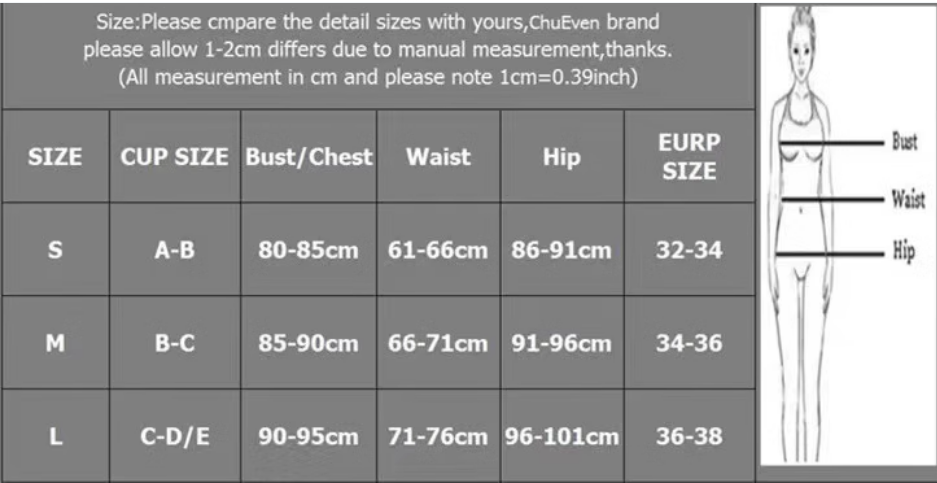 Size:Please cmpare the detail sizes with yours,ChuEven brand
please allow 1-2cm differs due to manual measurement,thanks.
(All measurement in cm and please note 1cm=0.39inch)
SIZE CUP SIZE Bust/Chest Waist Hip EURP SIZE
S A-B 80-85cm 61-66cm 86-91cm 32-34
M B-C 85-90cm 66-71cm 91-96cm 34-36
L C-D/E 90-95cm 71-76cm 96-101cm 36-38
Bust
Waist
Hip